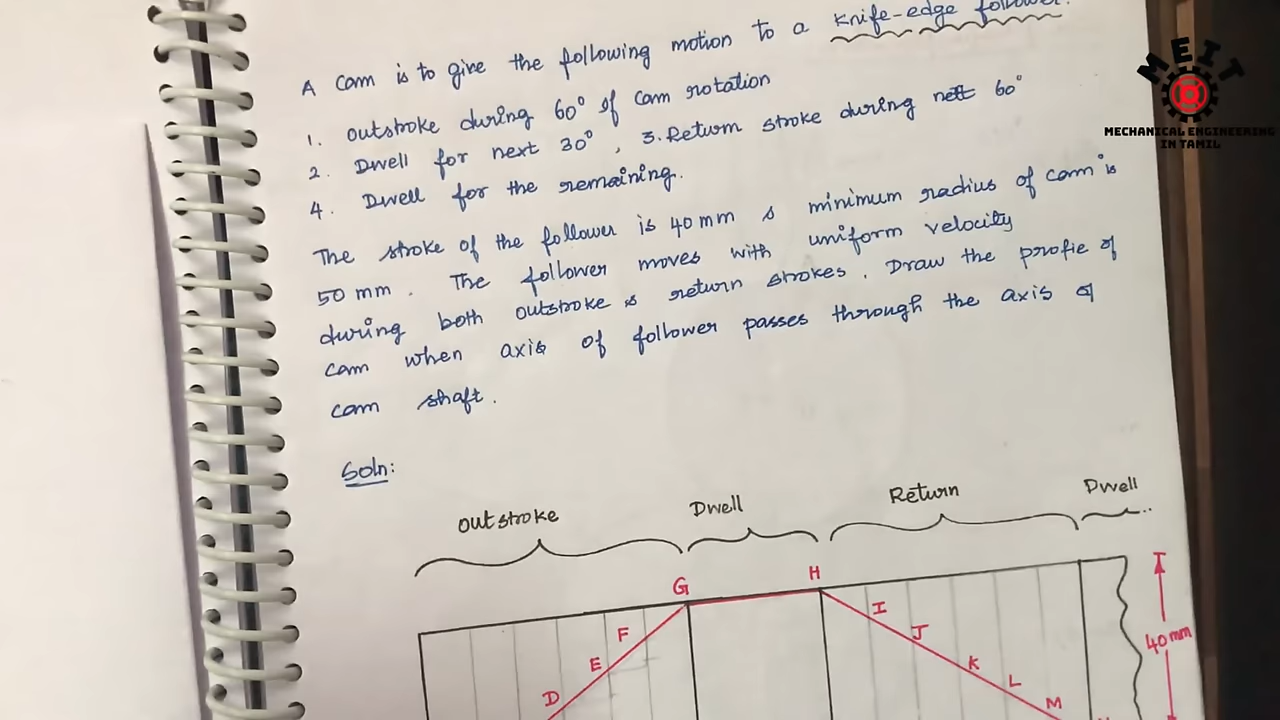 A cam is to give the following motion to a knife-edge follower.
1. Outstroke during 60° of cam rotation
2. Dwell for next 30°, 3. Return stroke during 60°
4. Dwell for the remaining.
The stroke of the follower is 40 mm & minimum radius of cam is
50 mm. The follower moves with uniform velocity
during both outstroke & return strokes. Draw the profie of
cam when axis of follower passes through the axis of
cam shaft.
Soln:
outstroke Dwell Return Dwell
G H
F I
E J
D K
L
M
40 mm
MEIT
MECHANICAL ENGINEERING
IN TAMIL